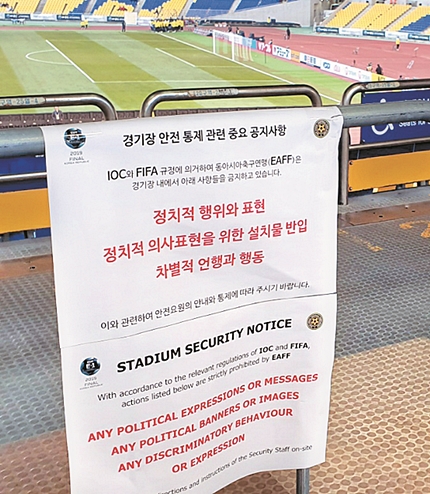 경기장 안전 통제 관련 중요 공지사항
2019
FINAL
IOC와 FIFA 규정에 의거하여 동아시아축구연맹(EAFF)은
경기장 내에서 아래 사항들을 금지하고 있습니다.
정치적 행위와 표현
정치적 의사표현을 위한 설치물 반입
차별적 언행과 행동
이와 관련하여 안전요원의 안내와 통제에 따라 주시기 바랍니다.
STADIUM SECURITY NOTICE
2019
FINAL
With accordance to the relevant regulations of IOC and FIFA,
actions listed below are strictly prohibited by EAFF
ANY POLITICAL EXPRESSIONS OR MESSAGES
ANY POLITICAL BANNERS OR IMAGES
ANY DISCRIMINATORY BEHAVIOUR
OR EXPRESSION
and instructions of the Security Staff on-site